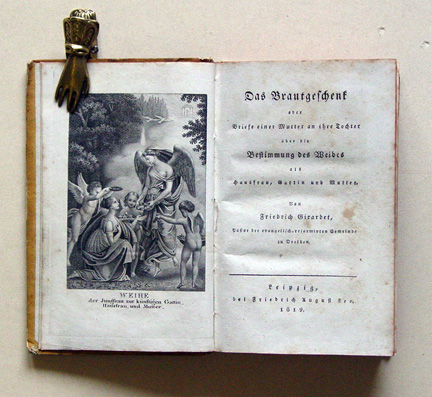 WEIHE
der Jungfrau zur künftigen Gattin,
Hausfrau, und Mutter.
Das Brautgeschenk
oder
Briefe einer Mutter an ihre Tochter
über die
Bestimmung des Weibes
als
Hausfrau, Gattin und Mutter.
Von
Friedrich Girardet,
Pastor der evangelisch-reformirten Gemeinde
zu Dresden.
Leipzig,
bei Friedrich August Leo,
1812.